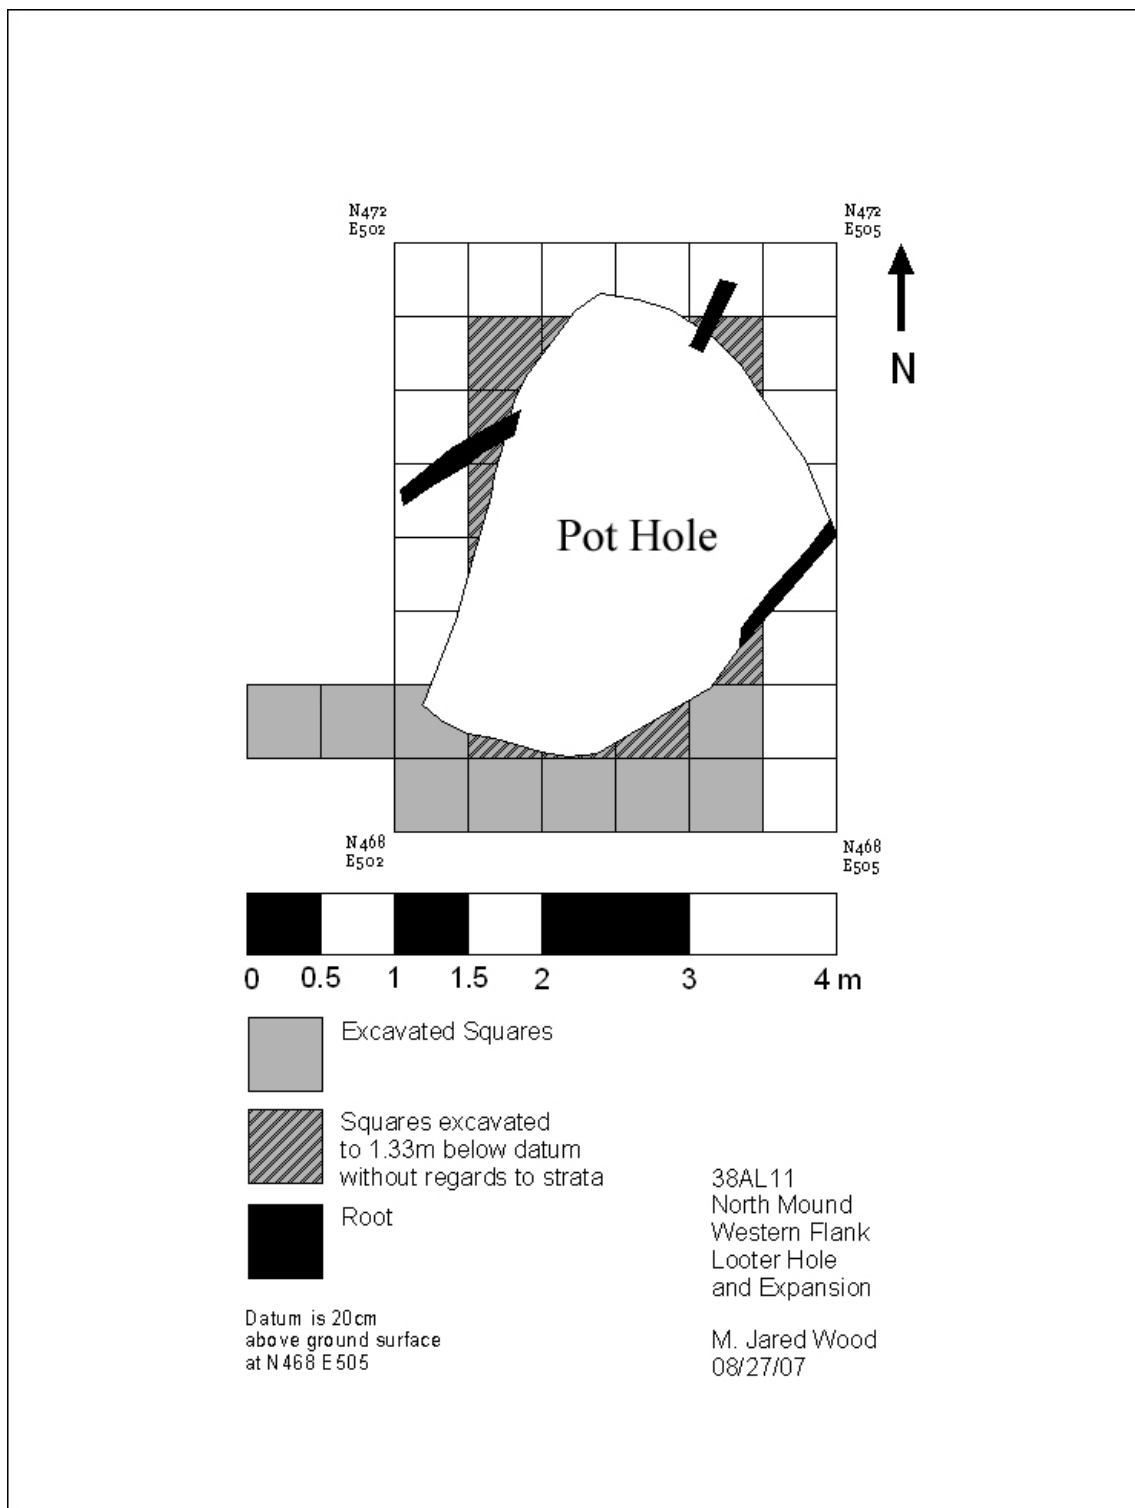 N472
E502
N472
E505
N
Pot Hole
N468
E502
N468
E505
0 0.5 1 1.5 2 3 4 m
Excavated Squares
Squares excavated
to 1.33m below datum
without regards to strata
Root
Datum is 20cm
above ground surface
at N468 E505
38AL11
North Mound
Western Flank
Looter Hole
and Expansion
M. Jared Wood
08/27/07